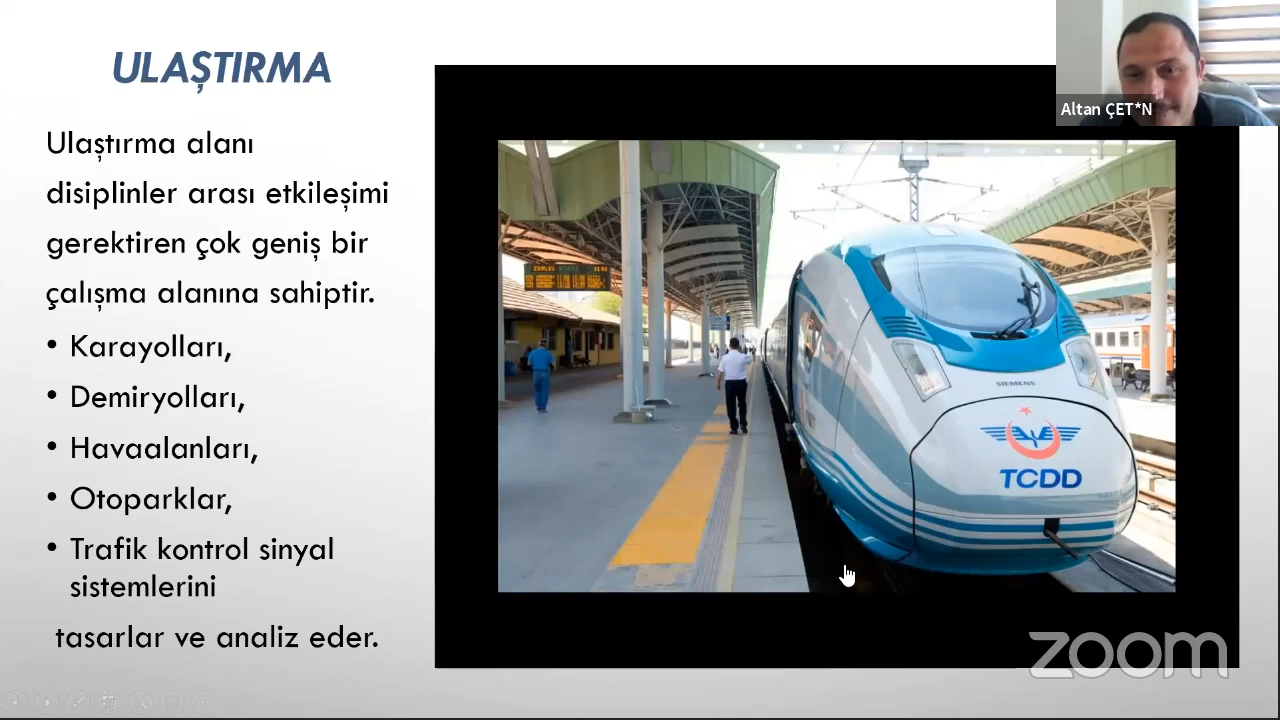 ULAŞTIRMA
Ulaştırma alanı
disiplinler arası etkileşimi
gerektiren çok geniş bir
çalışma alanına sahiptir.
• Karayolları,
• Demiryolları,
• Havaalanları,
• Otoparklar,
• Trafik kontrol sinyal
sistemlerini
tasarlar ve analiz eder.
Altan ÇET*N
SIEMENS
TCDD
zoom